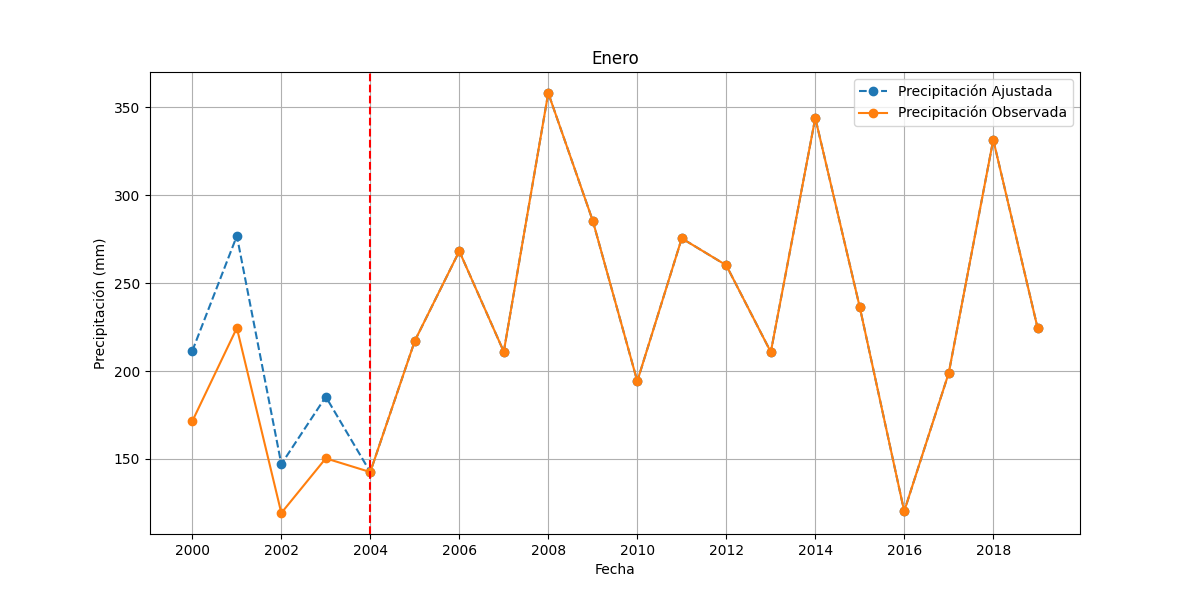 Enero
Precipitación Ajustada
Precipitación Observada
Precipitación (mm)
350
300
250
200
150
2000 2002 2004 2006 2008 2010 2012 2014 2016 2018
Fecha